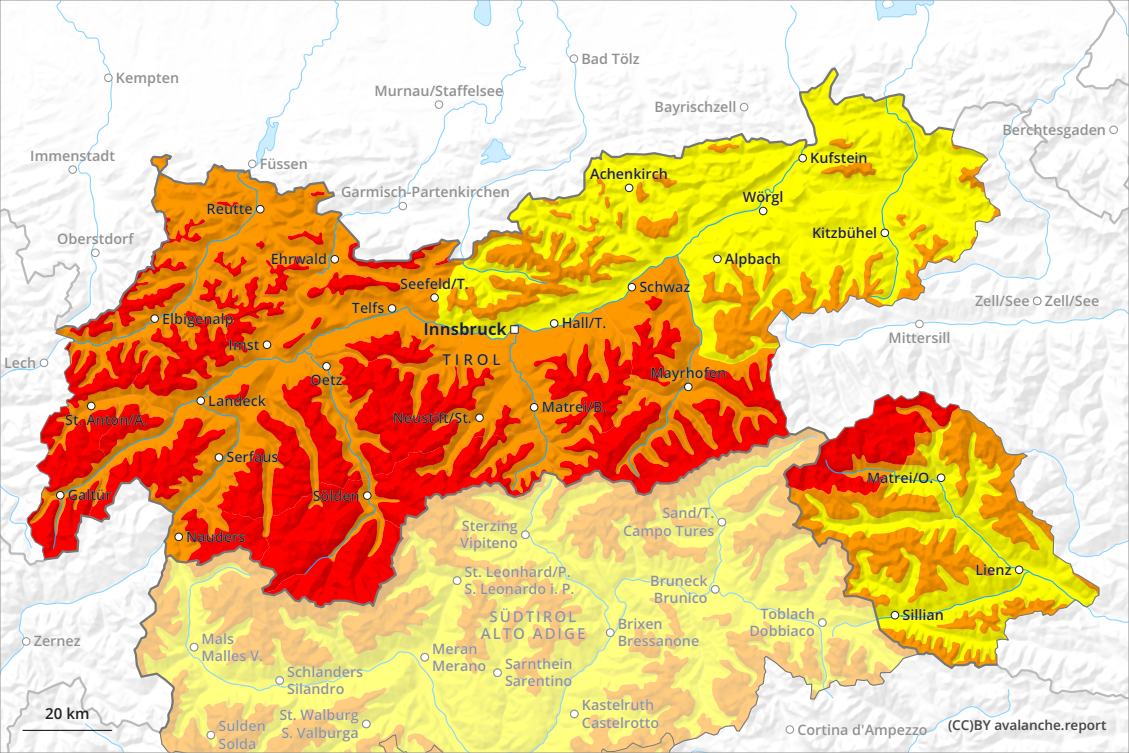 Kempten
Bad Tölz
Murnau/Staffelsee
Bayrischzell
Berchtesgaden
Immenstadt
Füssen
Kufstein
Achenkirch
Garmisch-Partenkirchen
Wörgl
Reutte
Kitzbühel
Oberstdorf
Ehrwald
Alpbach
Seefeld/T.
Schwaz
Zell/See
Zell/See
Telfs
Elbigenalp
Innsbruck
Hall/T.
Mittersill
Imst
TIROL
Lech
Oetz
Mayrhofen
Landeck
Matrei/B.
St. Anton/A.
Neustift/St.
Serfaus
Matrei/O.
Galtür
Sölden
Sand/T.
Campo Tures
Sterzing
Vipiteno
Nauders
St. Leonhard/P.
S. Leonardo i. P.
Lienz
Bruneck
Brunico
SÜDTIROL
ALTO ADIGE
Toblach
Dobbiaco
Sillian
Zernez
Mals
Malles V.
Brixen
Bressanone
Meran
Merano
Sarnthein
Sarentino
Schlanders
Silandro
20 km
St. Walburg
S. Valburga
Kastelruth
Castelrotto
Sulden
Solda
Cortina d'Ampezzo
(CC)BY avalanche.report